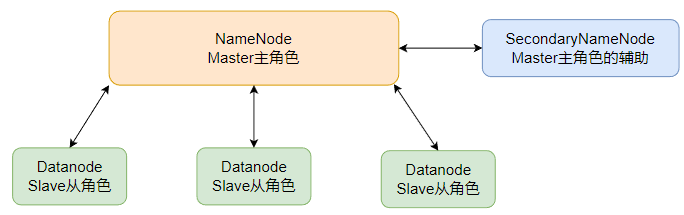 NameNode
Master主角色
SecondaryNameNode
Master主角色的辅助
Datanode
Slave从角色
Datanode
Slave从角色
Datanode
Slave从角色